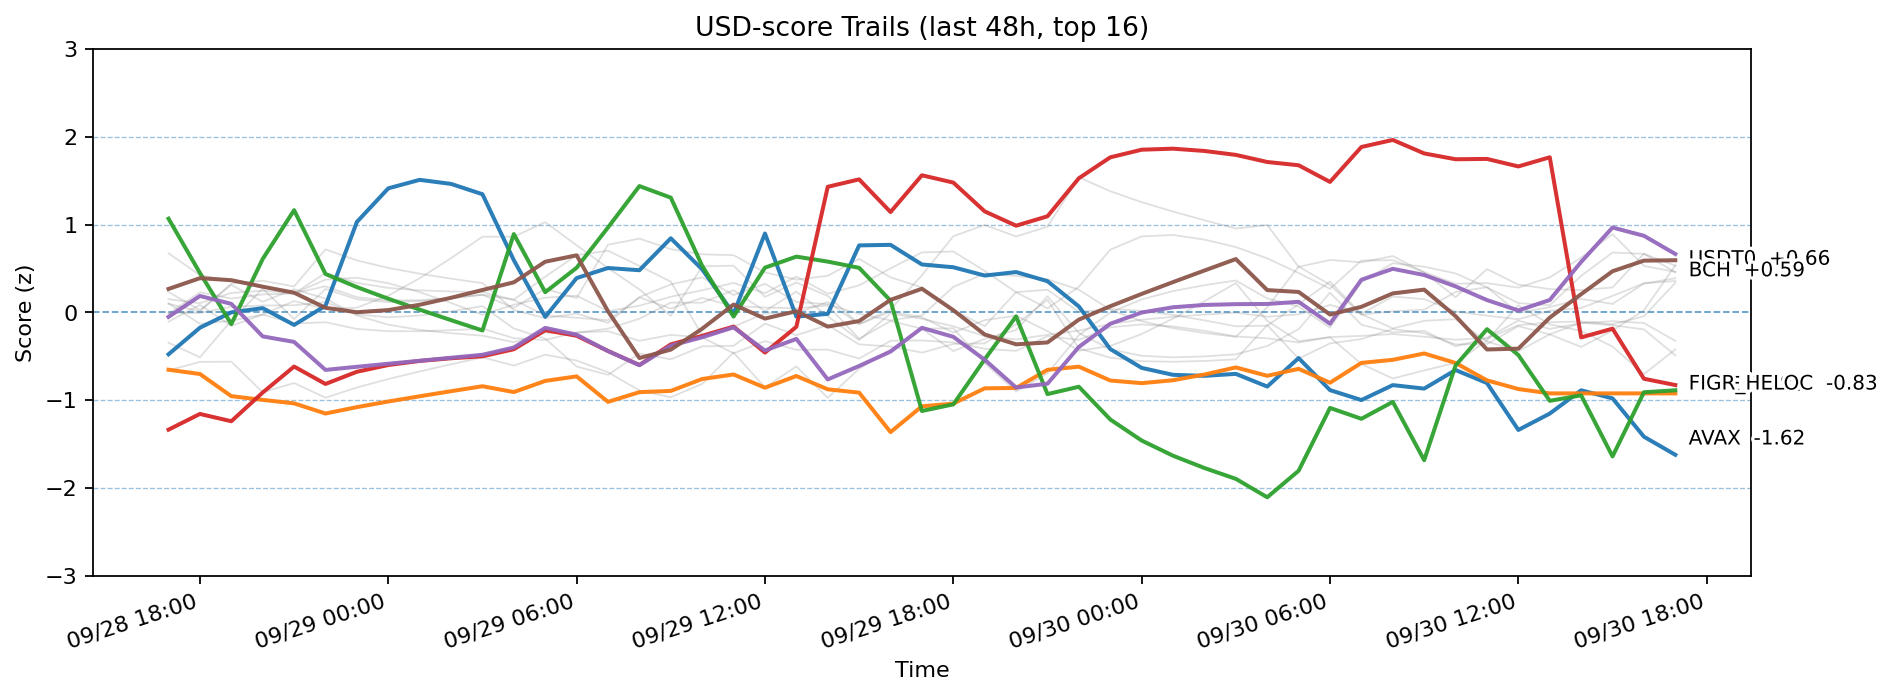 USD-score Trails (last 48h, top 16)
3
2
1
0
−1
−2
−3
Score (z)
USDT0 +0.66
BCH +0.59
FIGR_HELOC -0.83
AVAX -1.62
09/28 18:00
09/29 00:00
09/29 06:00
09/29 12:00
09/29 18:00
09/30 00:00
09/30 06:00
09/30 12:00
09/30 18:00
Time